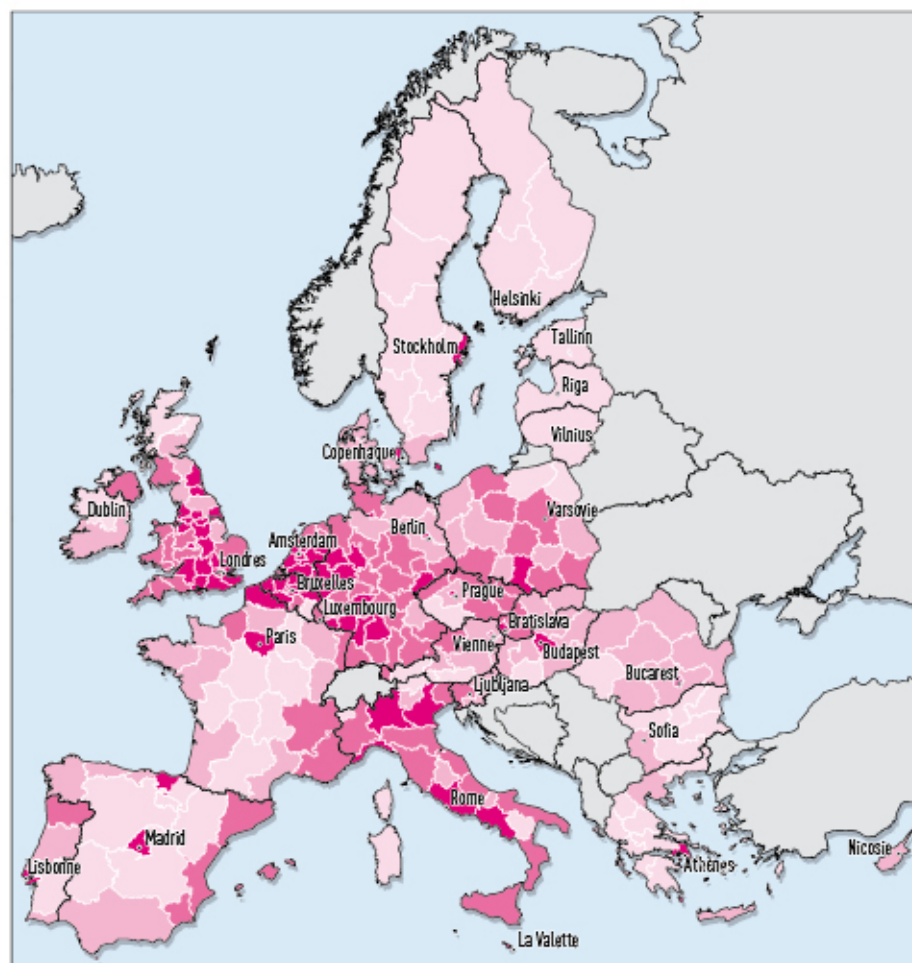 Helsinki
Stockholm
Tallinn
Riga
Vilnius
Copenhague
Dublin
Londres
Amsterdam
Berlin
Varsovie
Bruxelles
Luxembourg
Prague
Paris
Bratislava
Vienne
Budapest
Ljubljana
Bucarest
Sofia
Rome
Madrid
Lisbonne
Athènes
Nicosie
La Valette